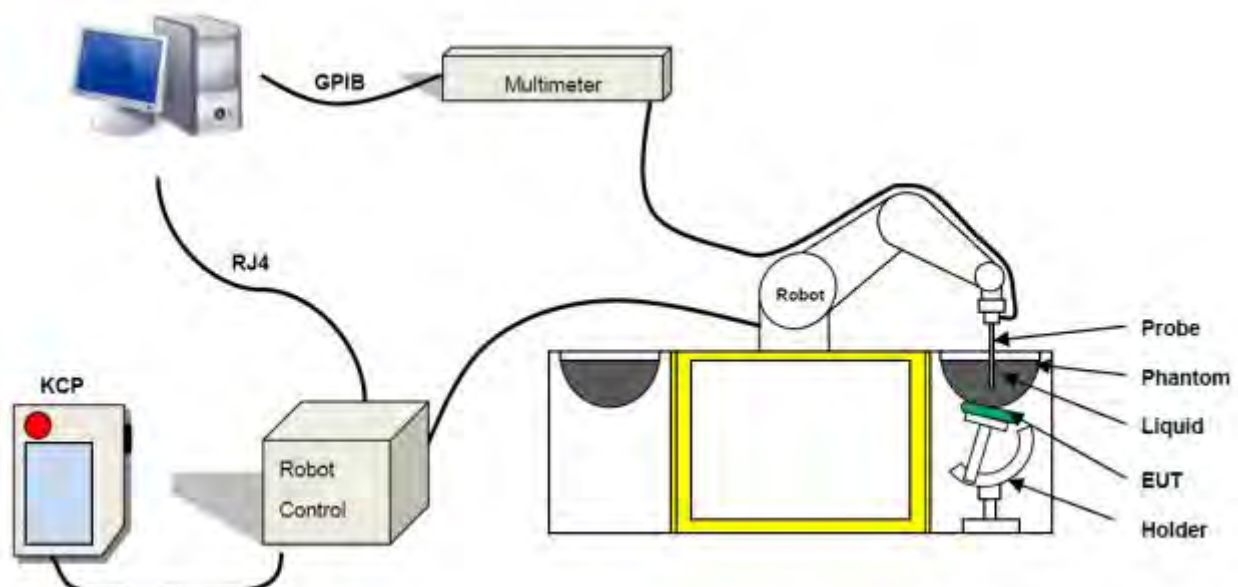 GPIB
Multimeter
RJ4
Robot
KCP
Robot
Control
Probe
Phantom
Liquid
EUT
Holder